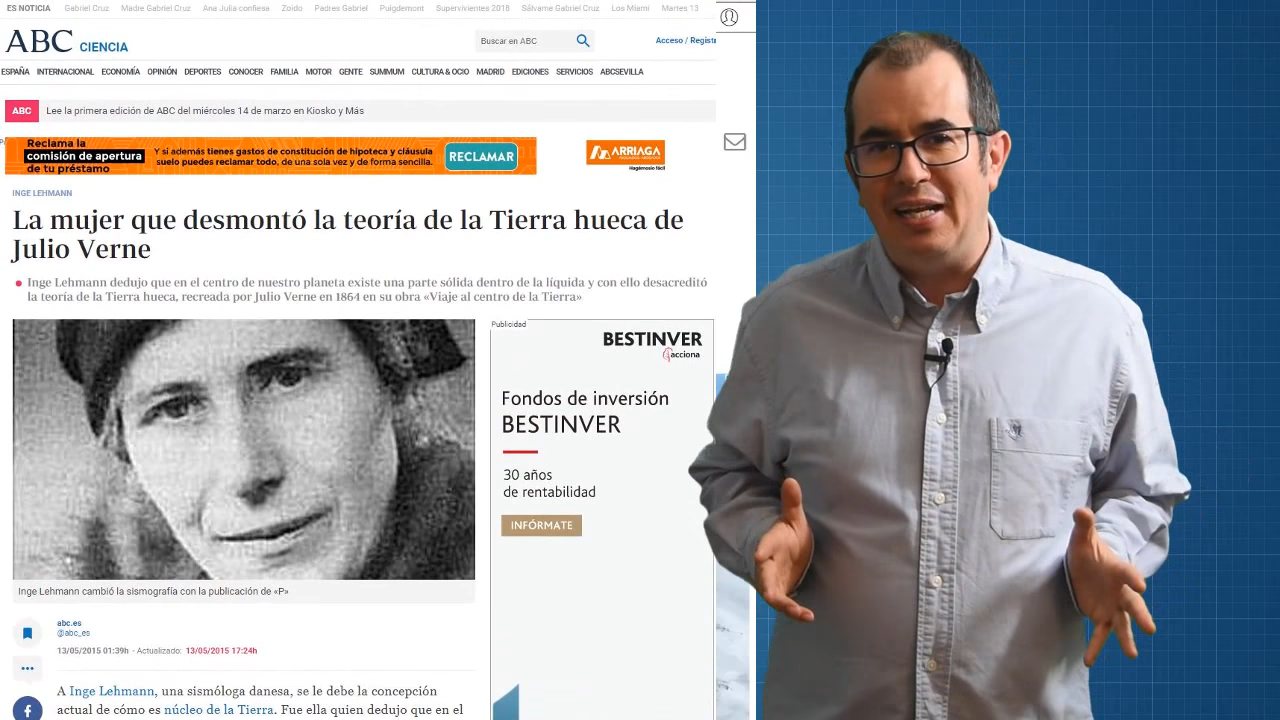 ES NOTICIA Gabriel Cruz Madre Gabriel Cruz Ana Julia confiesa Zoido Padres Gabriel Puigdemont Supervivientes 2018 Sálvame Gabriel Cruz Los Miami Martes 13
ABC CIENCIA
Buscar en ABC
Acceso / Registr
ESPAÑA INTERNACIONAL ECONOMÍA OPINIÓN DEPORTES CONOCER FAMILIA MOTOR GENTE SUMMUM CULTURA & OCIO MADRID EDICIONES SERVICIOS ABCSEVILLA
ABC Lee la primera edición de ABC del miércoles 14 de marzo en Kiosko y Más
Reclama la
comisión de apertura
de tu préstamo
Y si además tienes gastos de constitución de hipoteca y cláusula
suelo puedes reclamar todo, de una sola vez y de forma sencilla.
RECLAMAR
ARRIAGA
Hagámoslo fácil
INGE LEHMANN
La mujer que desmontó la teoría de la Tierra hueca de
Julio Verne
Inge Lehmann dedujo que en el centro de nuestro planeta existe una parte sólida dentro de la líquida y con ello desacreditó
la teoría de la Tierra hueca, recreada por Julio Verne en 1864 en su obra «Viaje al centro de la Tierra»
Publicidad
BESTINVER
acciona
Fondos de inversión
BESTINVER
30 años
de rentabilidad
INFÓRMATE
Inge Lehmann cambió la sismografía con la publicación de «P»
abc.es
@abc_es
13/05/2015 01:39h - Actualizado: 13/05/2015 17:24h
A Inge Lehmann, una sismóloga danesa, se le debe la concepción
actual de cómo es núcleo de la Tierra. Fue ella quien dedujo que en el